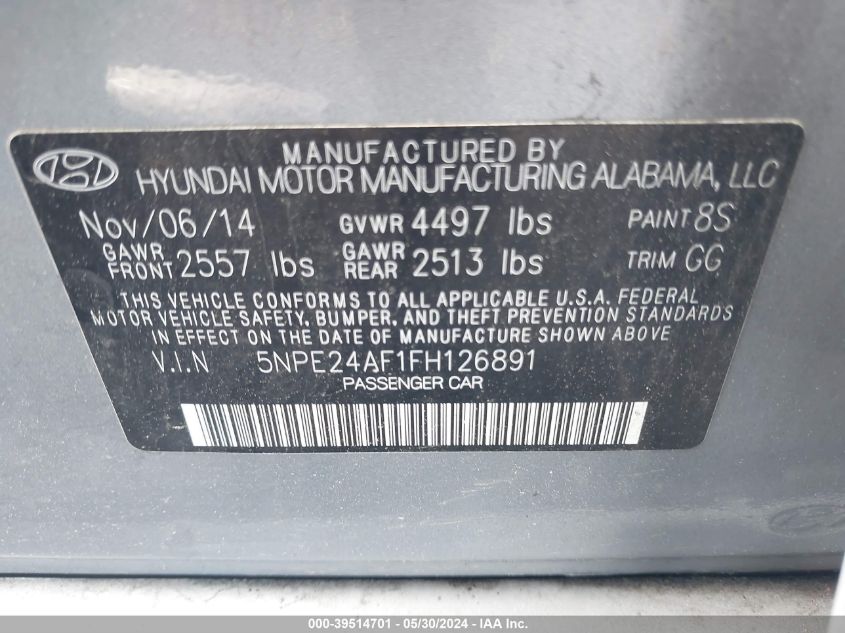 MANUFACTURED BY
HYUNDAI MOTOR MANUFACTURING ALABAMA, LLC
Nov/06/14 GVWR 4497 lbs PAINT 8S
GAWR FRONT 2557 lbs GAWR REAR 2513 lbs TRIM GG
THIS VEHICLE CONFORMS TO ALL APPLICABLE U.S.A. FEDERAL
MOTOR VEHICLE SAFETY, BUMPER, AND THEFT PREVENTION STANDARDS
IN EFFECT ON THE DATE OF MANUFACTURE SHOWN ABOVE
V.I.N 5NPE24AF1FH126891
PASSENGER CAR
000-39514701 - 05/30/2024 - IAA Inc.